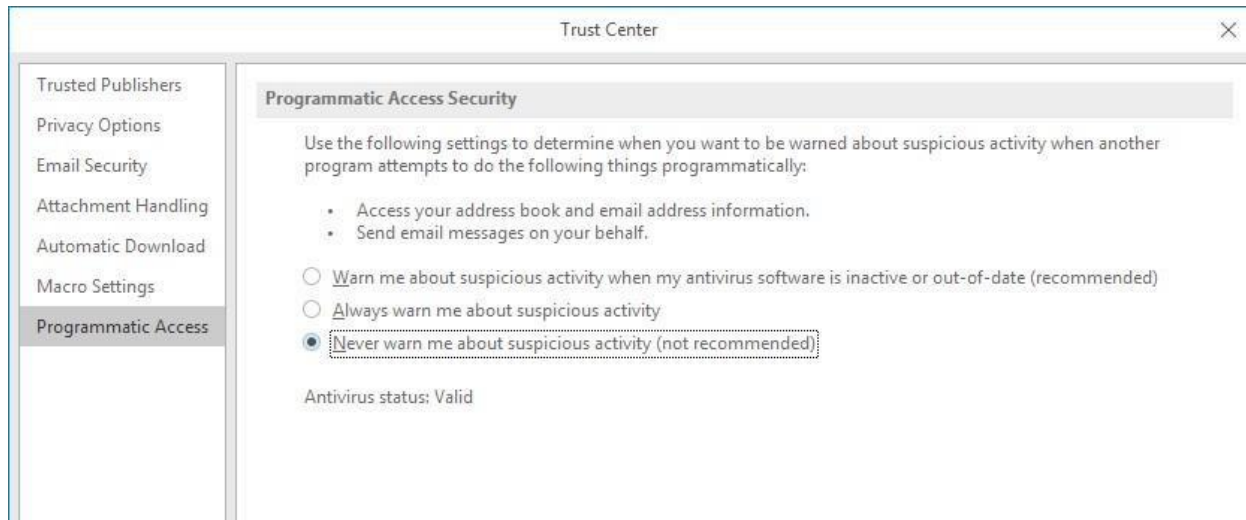 Trust Center
Trusted Publishers
Privacy Options
Email Security
Attachment Handling
Automatic Download
Macro Settings
Programmatic Access
Programmatic Access Security
Use the following settings to determine when you want to be warned about suspicious activity when another
program attempts to do the following things programmatically:
• Access your address book and email address information.
• Send email messages on your behalf.
Warn me about suspicious activity when my antivirus software is inactive or out-of-date (recommended)
Always warn me about suspicious activity
Never warn me about suspicious activity (not recommended)
Antivirus status: Valid